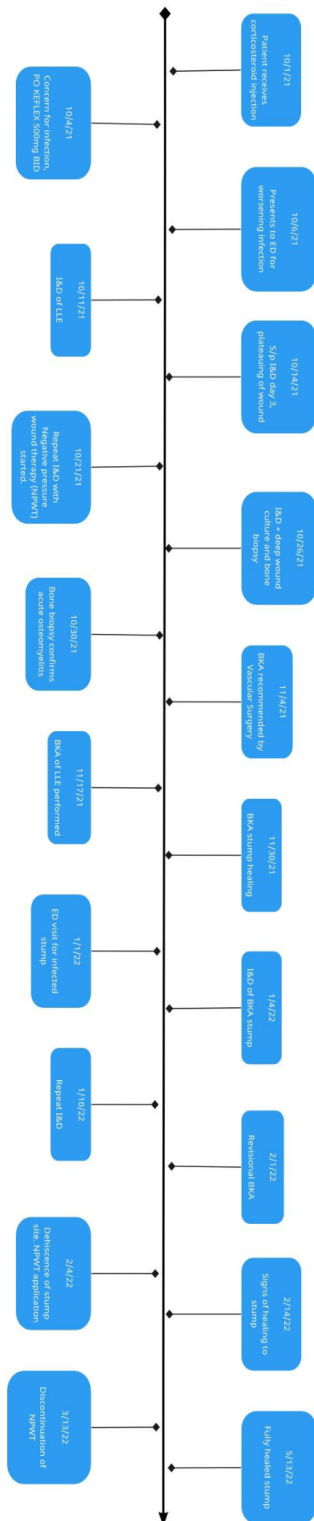 10/1/21
Patient receives
corticosteroid injection
10/4/21
Concern for infection,
PO KEFLEX 500mg BID
10/6/21
Presents to ED for
worsening infection
10/11/21
I&D of LLE
10/14/21
S/p I&D day 3,
plateauing of wound
10/21/21
Repeat I&D with
Negative pressure
wound therapy (NPWT)
started.
10/26/21
I&D + deep wound
culture and bone
biopsy
10/30/21
Bone biopsy confirms
acute osteomyelitis
11/4/21
BKA recommended by
Vascular Surgery
11/17/21
BKA of LLE performed
11/30/21
BKA stump healing
1/1/22
ED visit for infected
stump
1/4/22
I&D of BKA stump
1/10/22
Repeat I&D
2/1/22
Revisional BKA
2/4/22
Dehiscence of stump
site. NPWT application
2/14/22
Signs of healing to
stump
3/13/22
Discontinuation of
NPWT
5/13/22
Fully healed stump